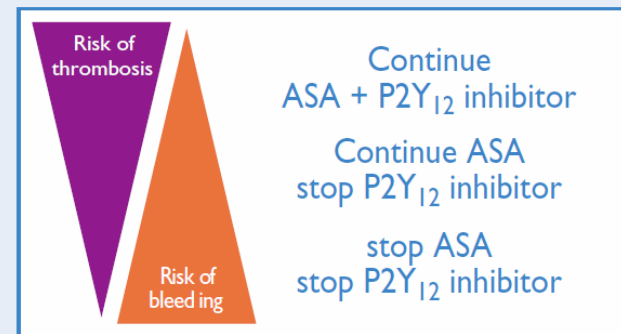 Risk of
thrombosis
Continue
ASA + P2Y12 inhibitor
Continue ASA
stop P2Y12 inhibitor
stop ASA
stop P2Y12 inhibitor
Risk of
bleed ing